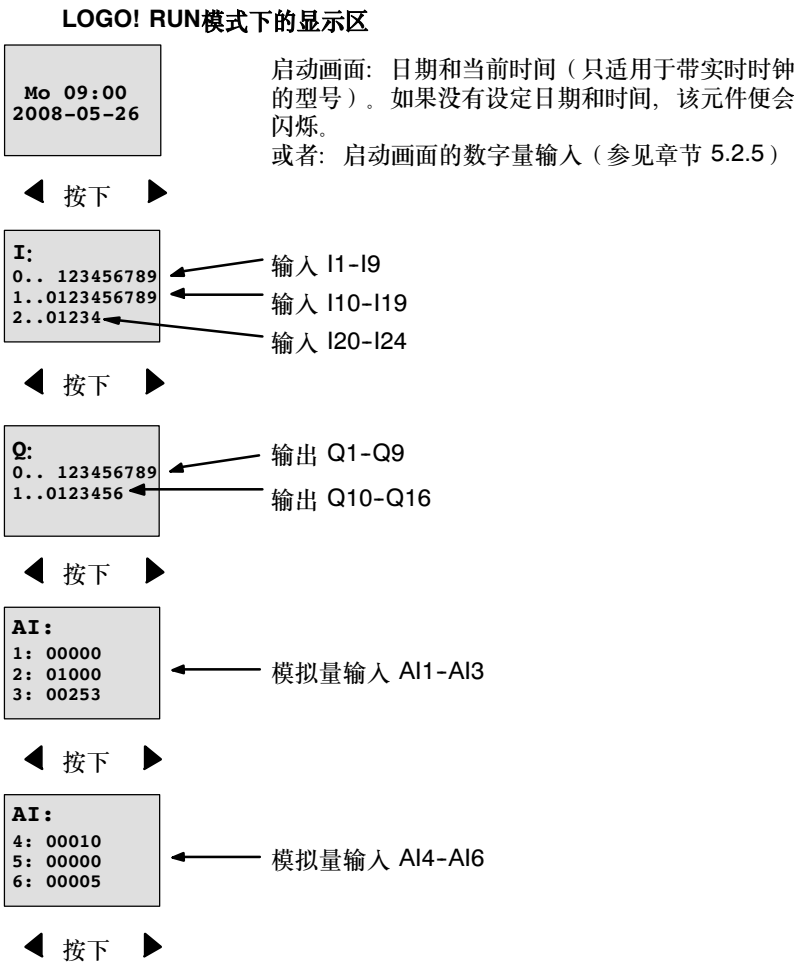 LOGO! RUN模式下的显示区
Mo 09:00
2008-05-26
启动画面: 日期和当前时间（只适用于带实时时钟
的型号）。如果没有设定日期和时间, 该元件便会
闪烁。
或者: 启动画面的数字量输入（参见章节 5.2.5）
按下
I:
0.. 123456789
1..0123456789
2..01234
输入 I1-I9
输入 I10-I19
输入 I20-I24
按下
Q:
0.. 123456789
1..0123456
输出 Q1-Q9
输出 Q10-Q16
按下
AI:
1: 00000
2: 01000
3: 00253
模拟量输入 AI1-AI3
按下
AI:
4: 00010
5: 00000
6: 00005
模拟量输入 AI4-AI6
按下